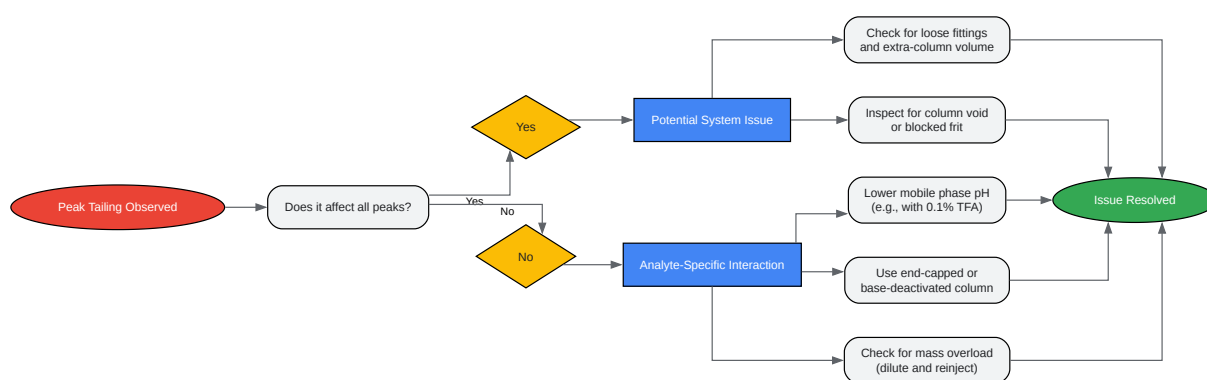 Check for loose fittings
and extra-column volume
Yes
Potential System Issue
Inspect for column void
or blocked frit
Peak Tailing Observed
Does it affect all peaks?
Yes
No
Lower mobile phase pH
(e.g., with 0.1% TFA)
Issue Resolved
No
Analyte-Specific Interaction
Use end-capped or
base-deactivated column
Check for mass overload
(dilute and reinject)